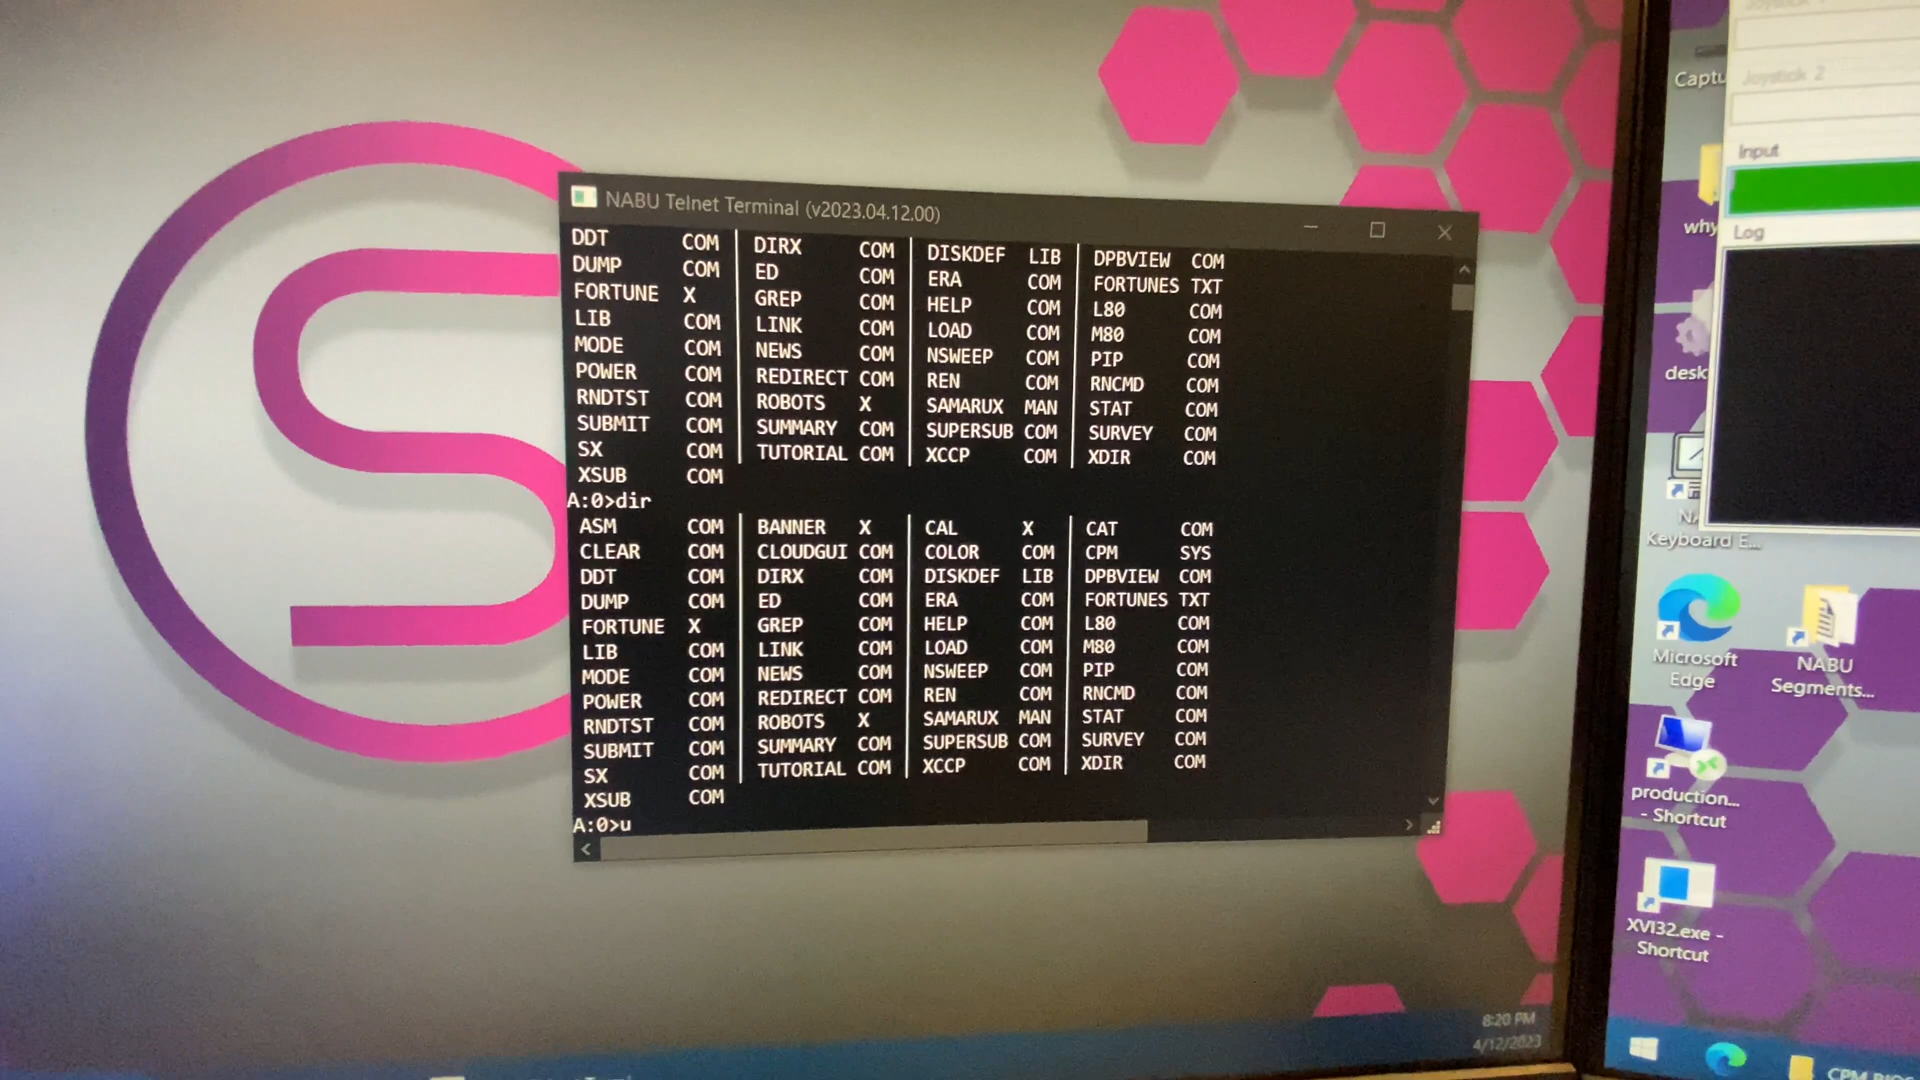 NABU Telnet Terminal (v2023.04.12.00)
DDT COM | DIRX COM | DISKDEF LIB | DPBVIEW COM
DUMP COM | ED COM | ERA COM | FORTUNES TXT
FORTUNE X | GREP COM | HELP COM | L80 COM
LIB COM | LINK COM | LOAD COM | M80 COM
MODE COM | NEWS COM | NSWEEP COM | PIP COM
POWER COM | REDIRECT COM | REN COM | RNCMD COM
RNDTST COM | ROBOTS X | SAMARUX MAN | STAT COM
SUBMIT COM | SUMMARY COM | SUPERSUB COM | SURVEY COM
SX COM | TUTORIAL COM | XCCP COM | XDIR COM
XSUB COM
A:0>dir
ASM COM | BANNER X | CAL X | CAT COM
CLEAR COM | CLOUDGUI COM | COLOR COM | CPM SYS
DDT COM | DIRX COM | DISKDEF LIB | DPBVIEW COM
DUMP COM | ED COM | ERA COM | FORTUNES TXT
FORTUNE X | GREP COM | HELP COM | L80 COM
LIB COM | LINK COM | LOAD COM | M80 COM
MODE COM | NEWS COM | NSWEEP COM | PIP COM
POWER COM | REDIRECT COM | REN COM | RNCMD COM
RNDTST COM | ROBOTS X | SAMARUX MAN | STAT COM
SUBMIT COM | SUMMARY COM | SUPERSUB COM | SURVEY COM
SX COM | TUTORIAL COM | XCCP COM | XDIR COM
XSUB COM
A:0>u
8:20 PM
4/12/2023
Joystick 2
Input
Log
Captu
why
desk
NA
Keyboard E...
Microsoft
Edge
NABU
Segments...
production...
- Shortcut
XVI32.exe -
Shortcut